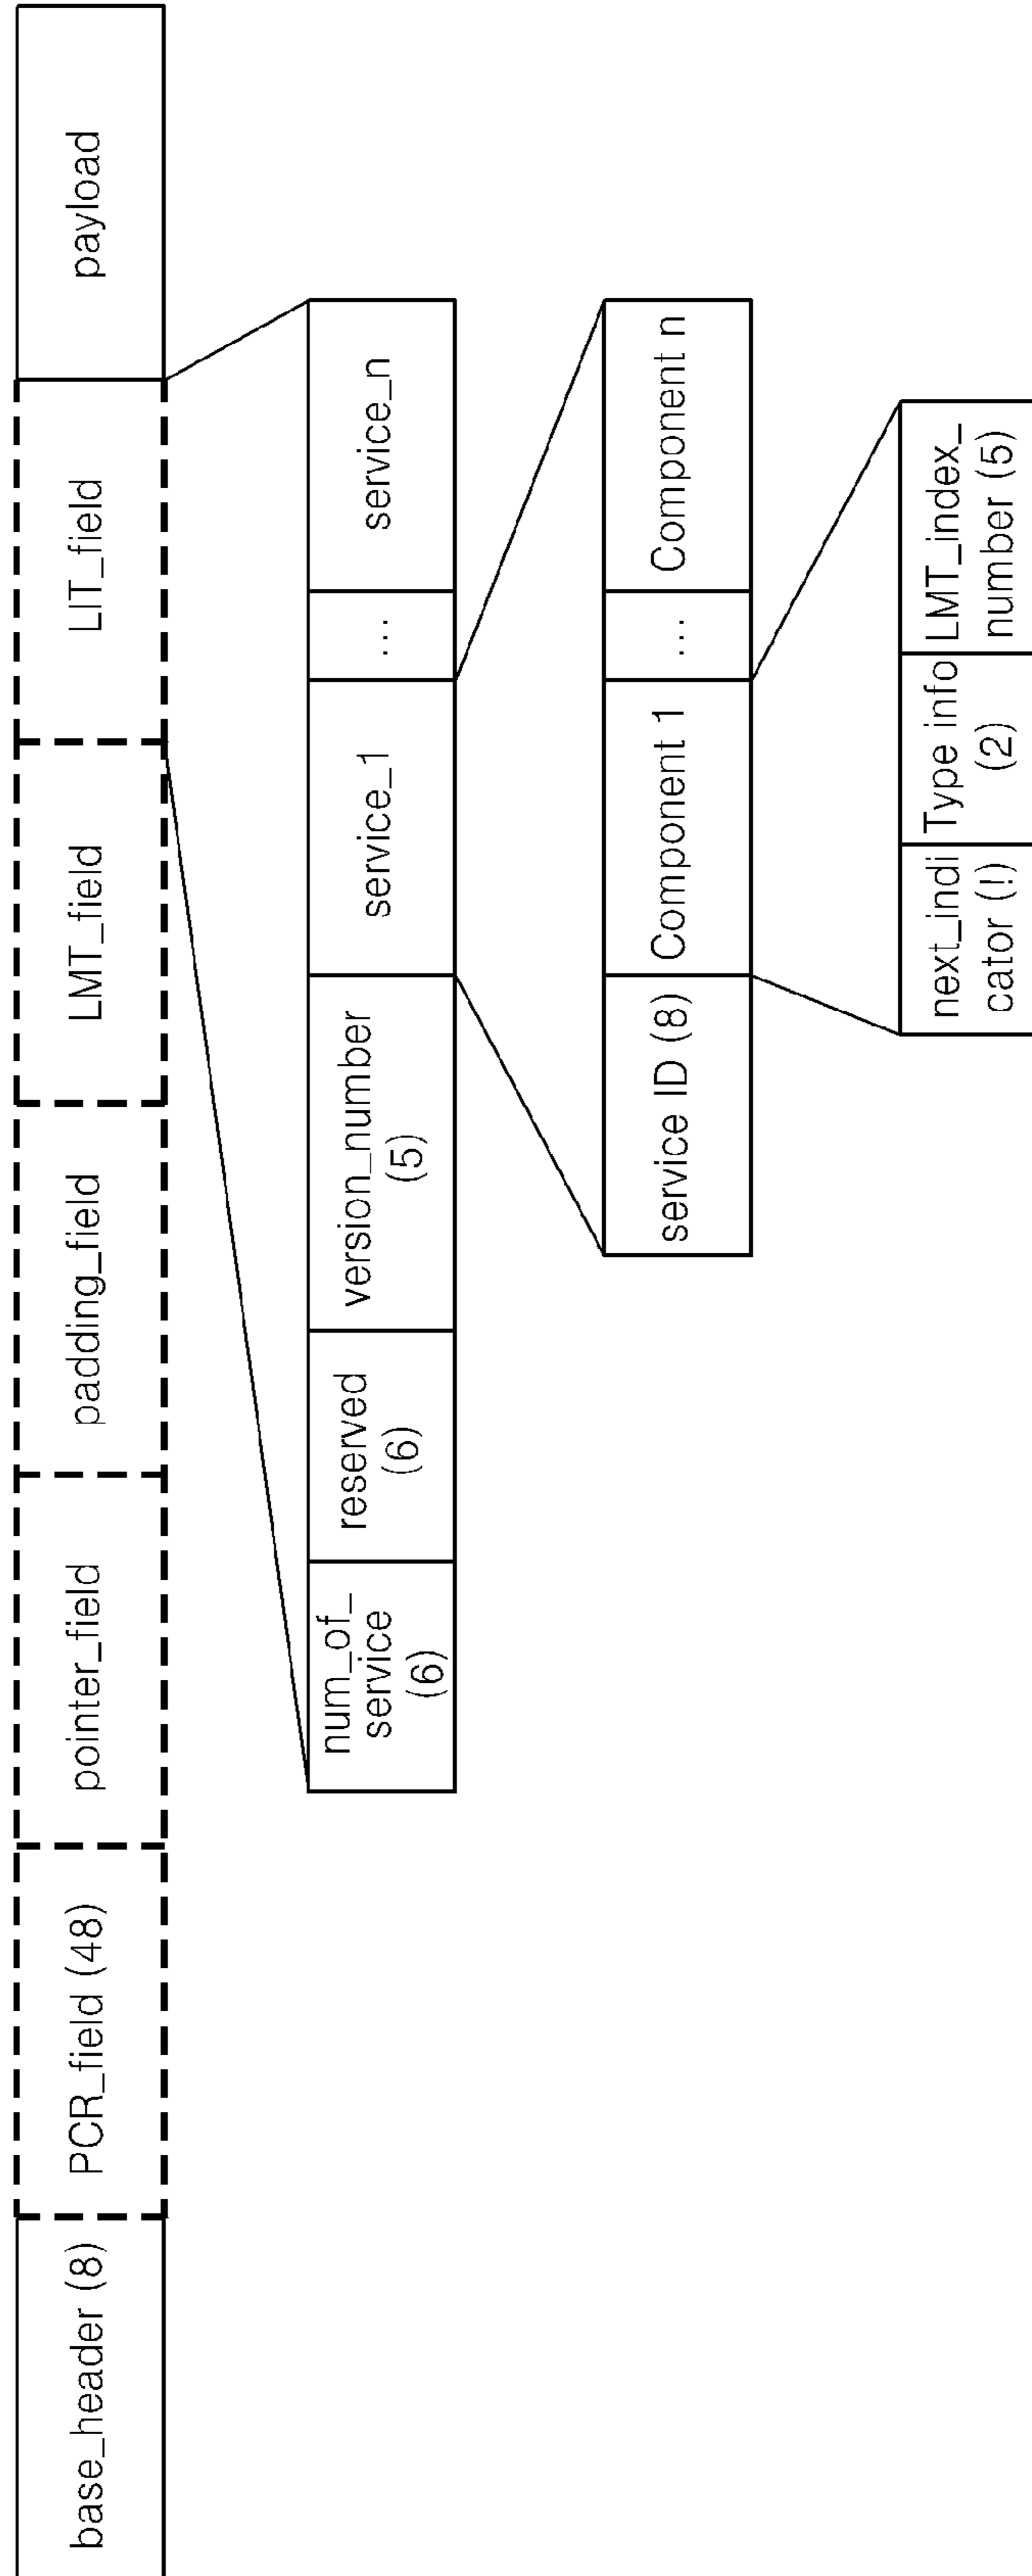 base_header (8)
PCR_field (48)
pointer_field
padding_field
LMT_field
LIT_field
payload
num_of_
service
(6)
reserved
(6)
version_number
(5)
service_1
...
service_n
service ID (8)
Component 1
...
Component n
next_indi
cator (!)
Type info
(2)
LMT_index_
number (5)